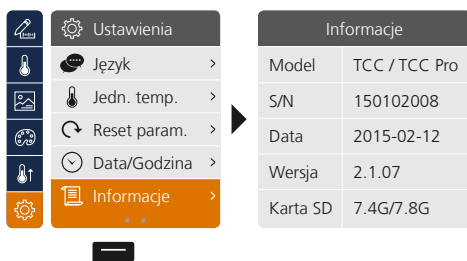 Ustawienia
Język
Jedn. temp.
Reset param.
Data/Godzina
Informacje
Informacje
Model TCC / TCC Pro
S/N 150102008
Data 2015-02-12
Wersja 2.1.07
Karta SD 7.4G/7.8G